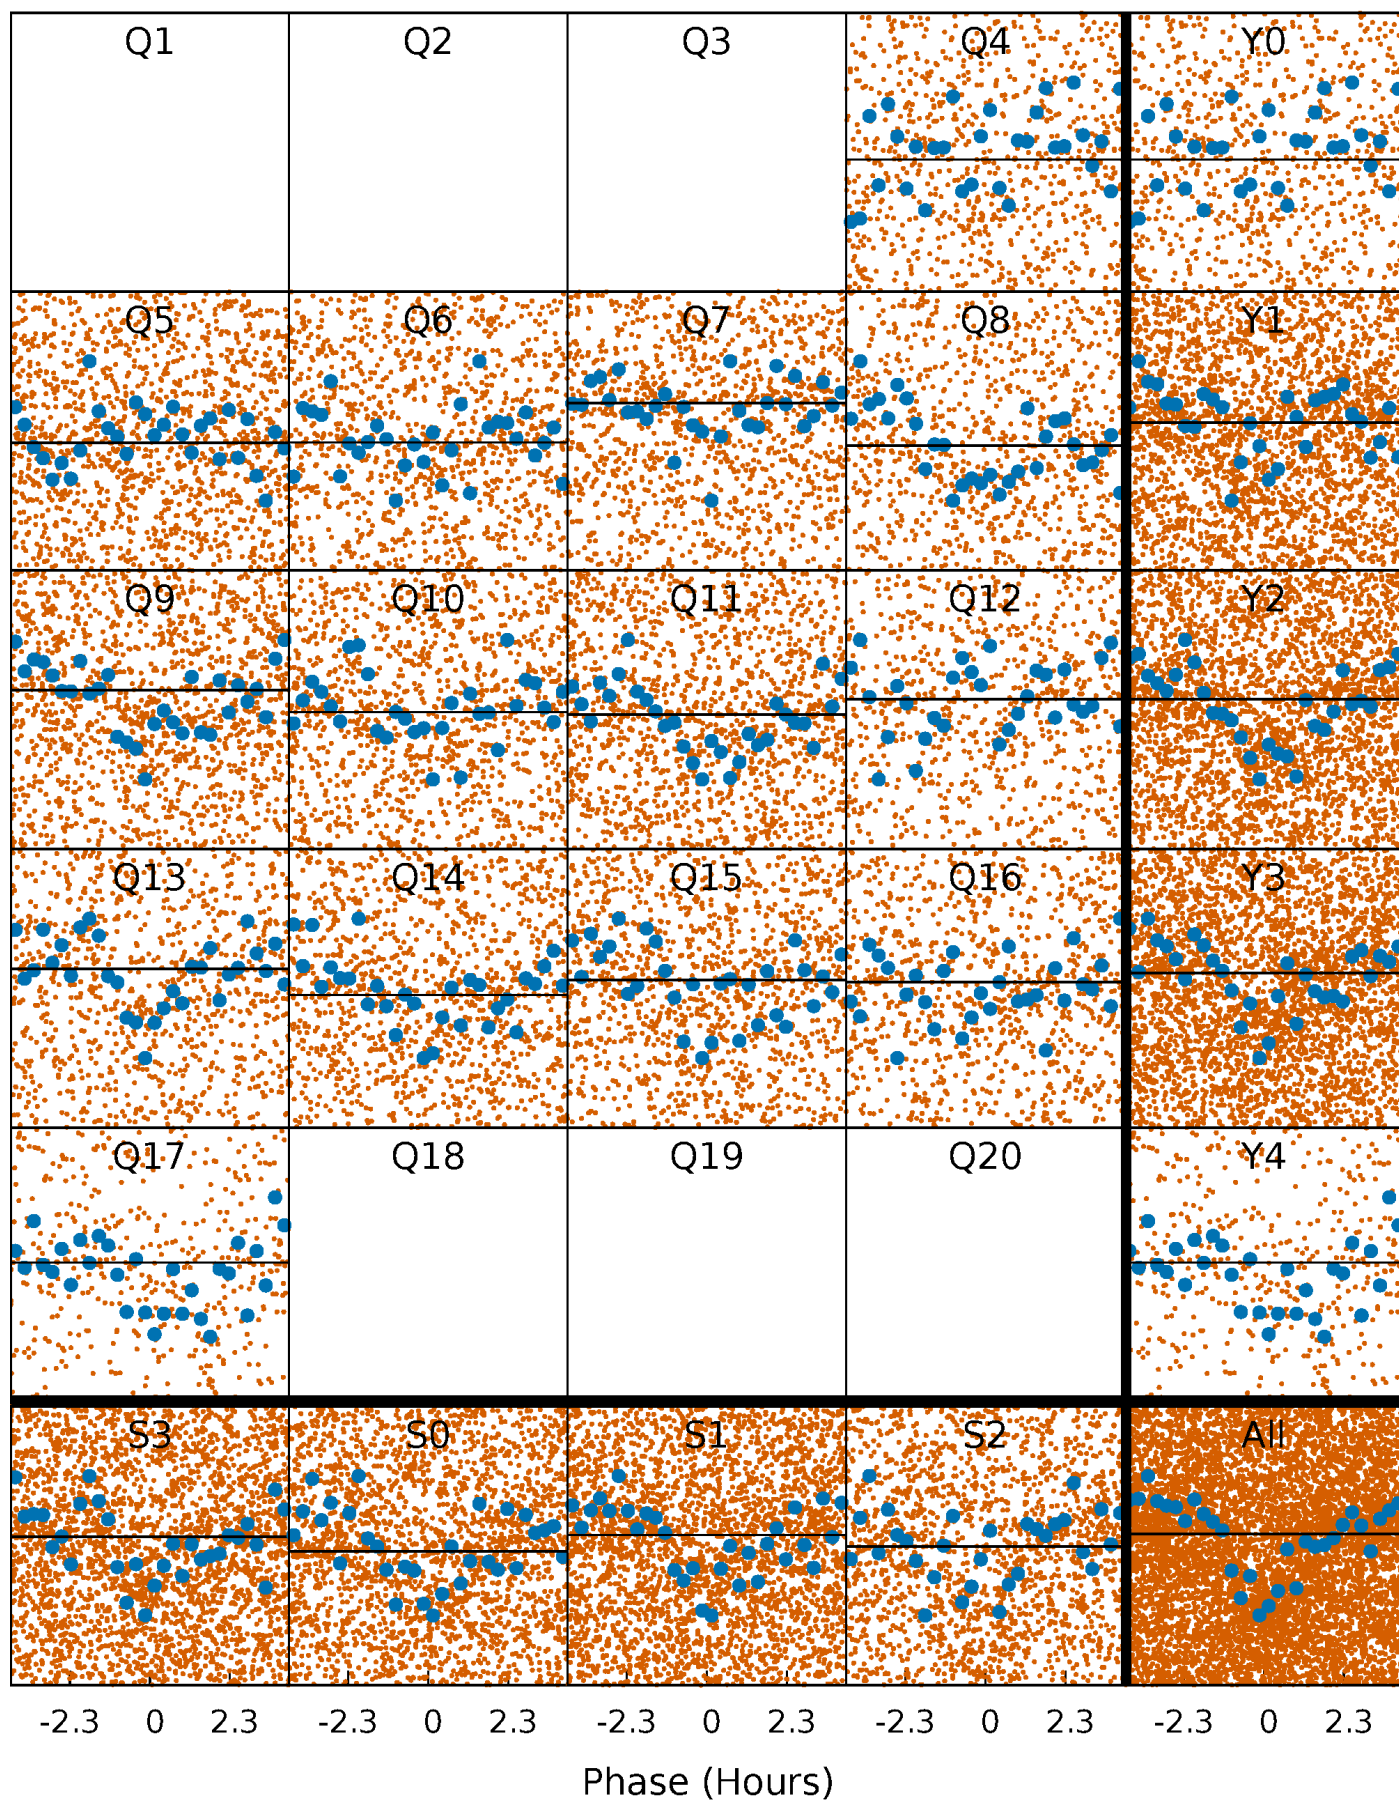 Q1 Q2 Q3 Q4 Y0
Q5 Q6 Q7 Q8 Y1
Q9 Q10 Q11 Q12 Y2
Q13 Q14 Q15 Q16 Y3
Q17 Q18 Q19 Q20 Y4
S3 S0 S1 S2 All
-2.3 0 2.3 -2.3 0 2.3 -2.3 0 2.3 -2.3 0 2.3 -2.3 0 2.3
Phase (Hours)